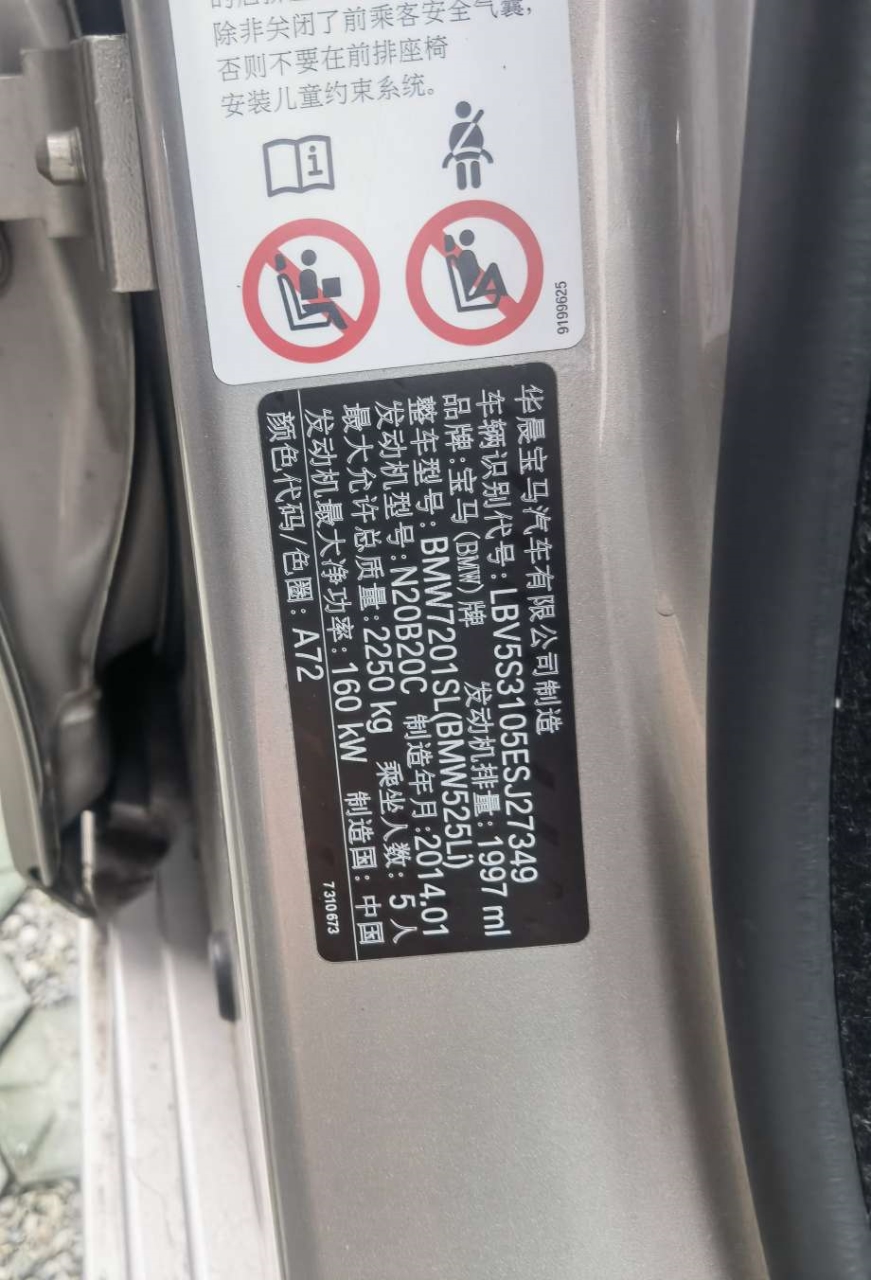 除非关闭了前乘客安全气囊，
否则不要在前排座椅
安装儿童约束系统。
9199625
华晨宝马汽车有限公司制造
车辆识别代号：LBV5S3105ESJ27349
品牌：宝马(BMW)牌 发动机排量：1997 ml
整车型号：BMW7201SL(BMW525Li)
发动机型号：N20B20C 制造年月：2014.01
最大允许总质量：2250 kg 乘坐人数：5人
发动机最大净功率：160 kW 制造国：中国
颜色代码/色圈：A72
7310673